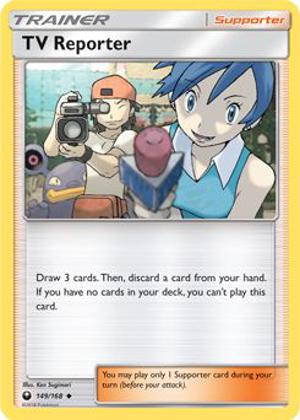 TRAINER Supporter
TV Reporter
Draw 3 cards. Then, discard a card from your hand.
If you have no cards in your deck, you can't play this
card.
Illus. Ken Sugimori
149/168
©2018 Pokémon
You may play only 1 Supporter card during your
turn (before your attack).